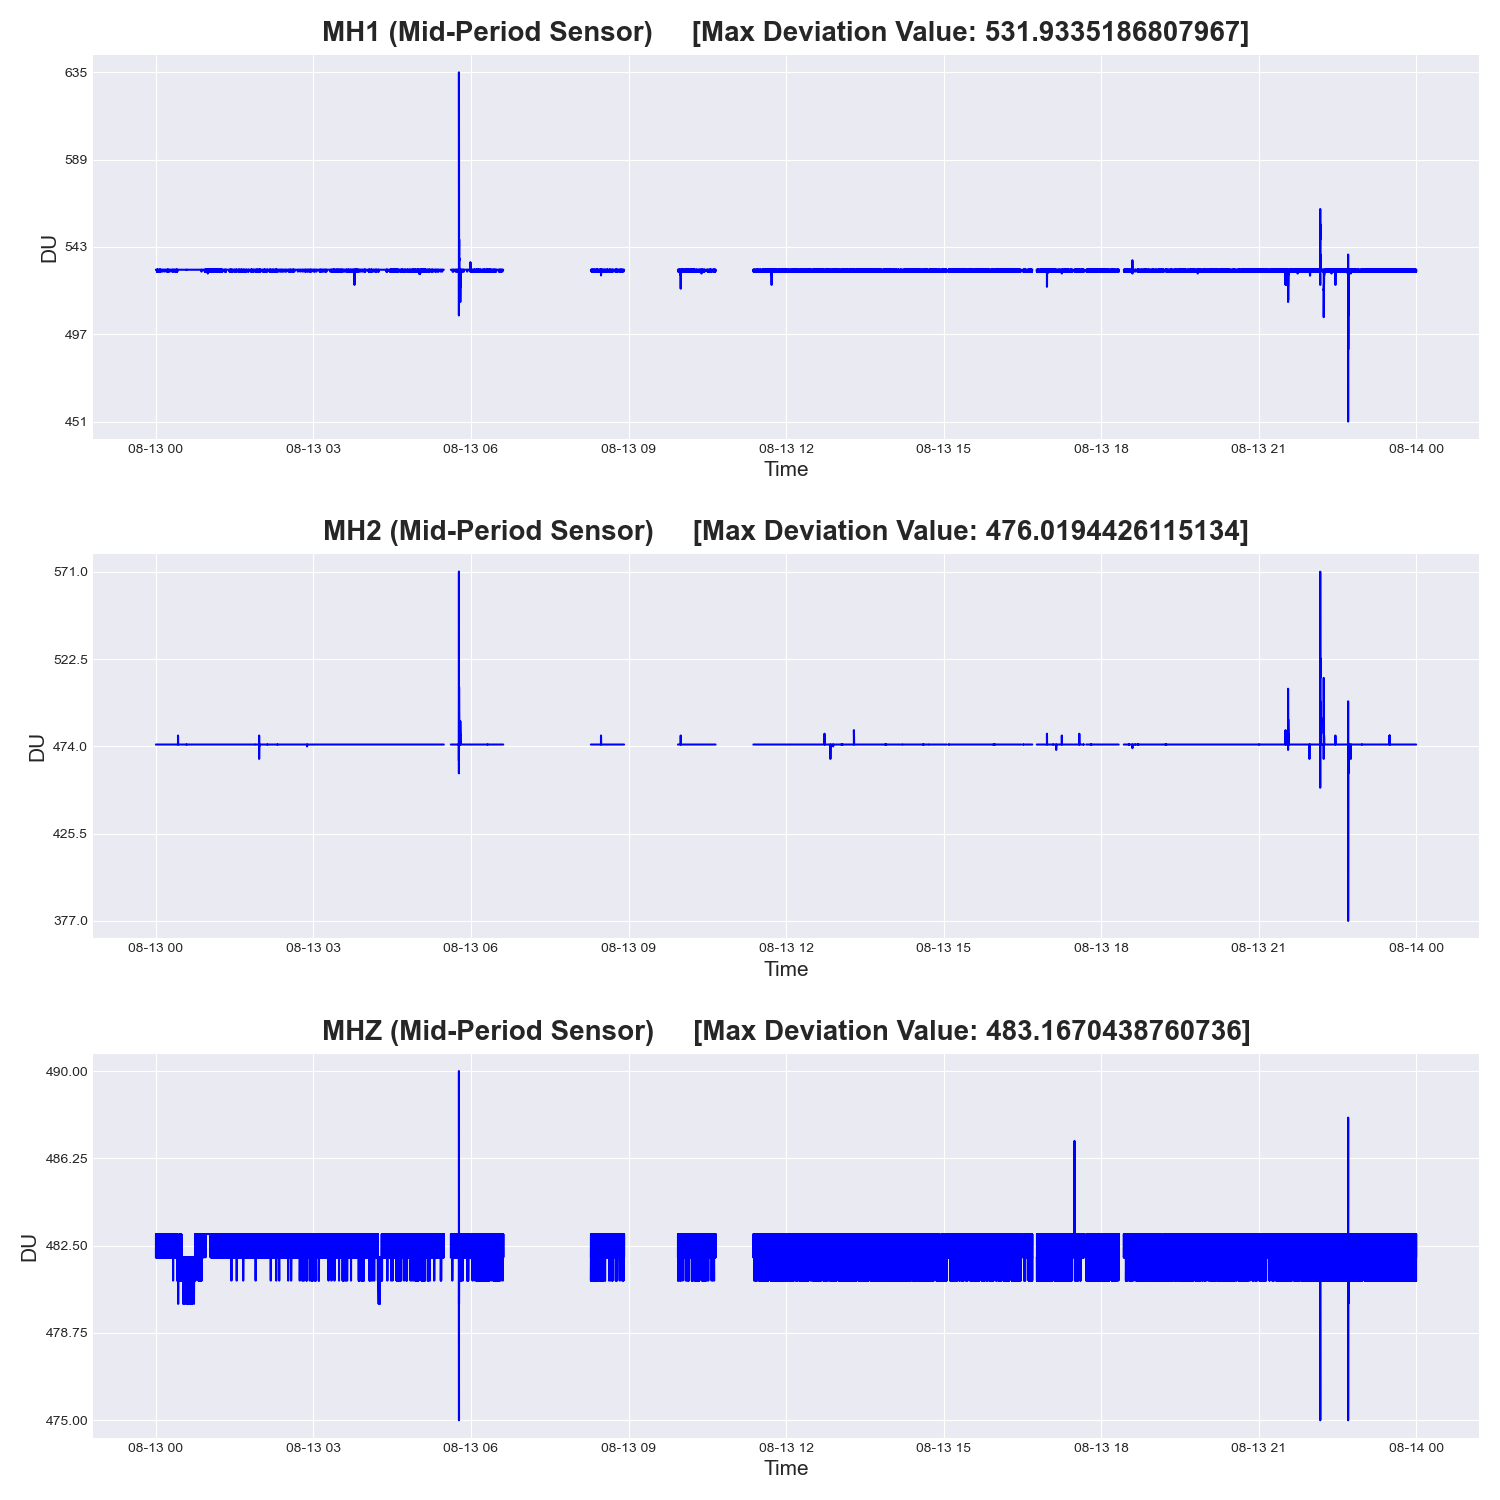 MH1 (Mid-Period Sensor) [Max Deviation Value: 531.9335186807967]
635
589
543
497
451
DU
08-13 00 08-13 03 08-13 06 08-13 09 08-13 12 08-13 15 08-13 18 08-13 21 08-14 00
Time
MH2 (Mid-Period Sensor) [Max Deviation Value: 476.0194426115134]
571.0
522.5
474.0
425.5
377.0
DU
08-13 00 08-13 03 08-13 06 08-13 09 08-13 12 08-13 15 08-13 18 08-13 21 08-14 00
Time
MHZ (Mid-Period Sensor) [Max Deviation Value: 483.1670438760736]
490.00
486.25
482.50
478.75
475.00
DU
08-13 00 08-13 03 08-13 06 08-13 09 08-13 12 08-13 15 08-13 18 08-13 21 08-14 00
Time